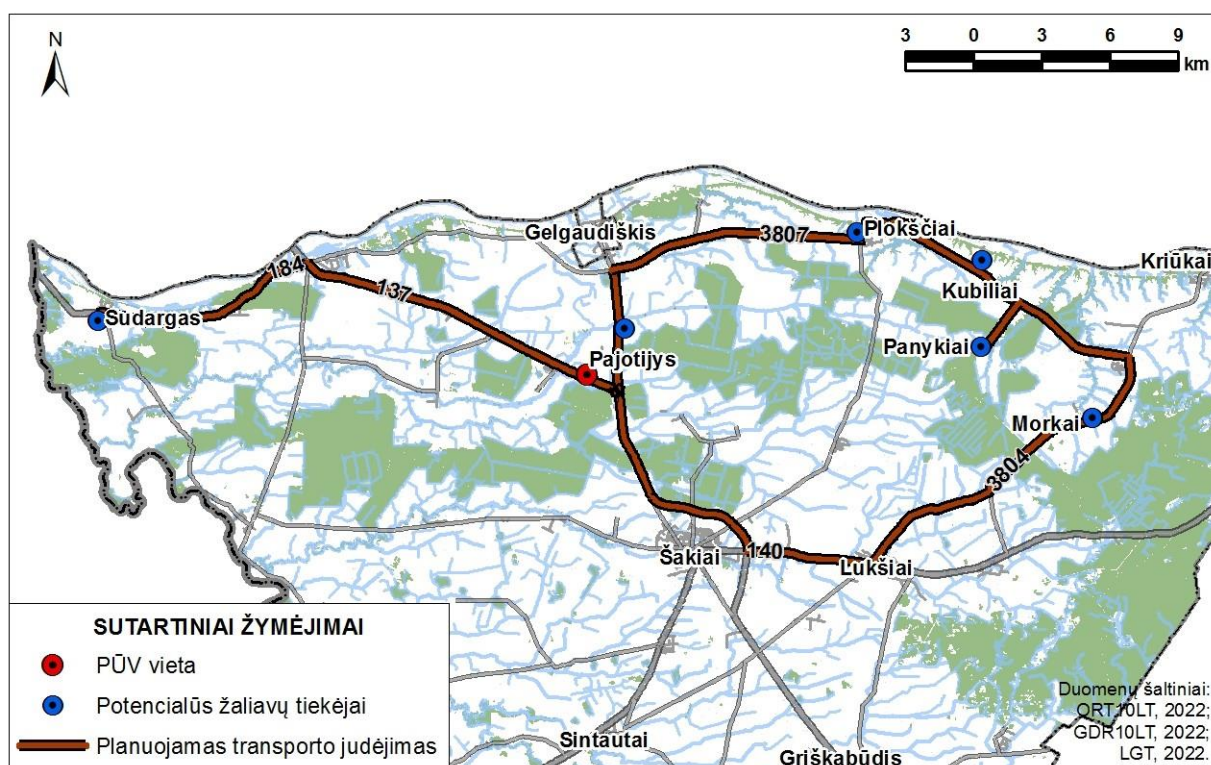 N
3 0 3 6 9
km
Gelgaudiškis
3807
Plokščiai
184
137
Kubiliai
Kriūkai
Sudargas
Pajotijys
Panykiai
Morkai
3804
Šakiai
140
Lukšiai
SUTARTINIAI ŽYMĖJIMAI
PŪV vieta
Potencialūs žaliavų tiekėjai
Planuojamas transporto judėjimas
Sintautai
Griškabūdis
Duomenų šaltiniai:
ORT10LT, 2022;
GDR10LT, 2022;
LGT, 2022.